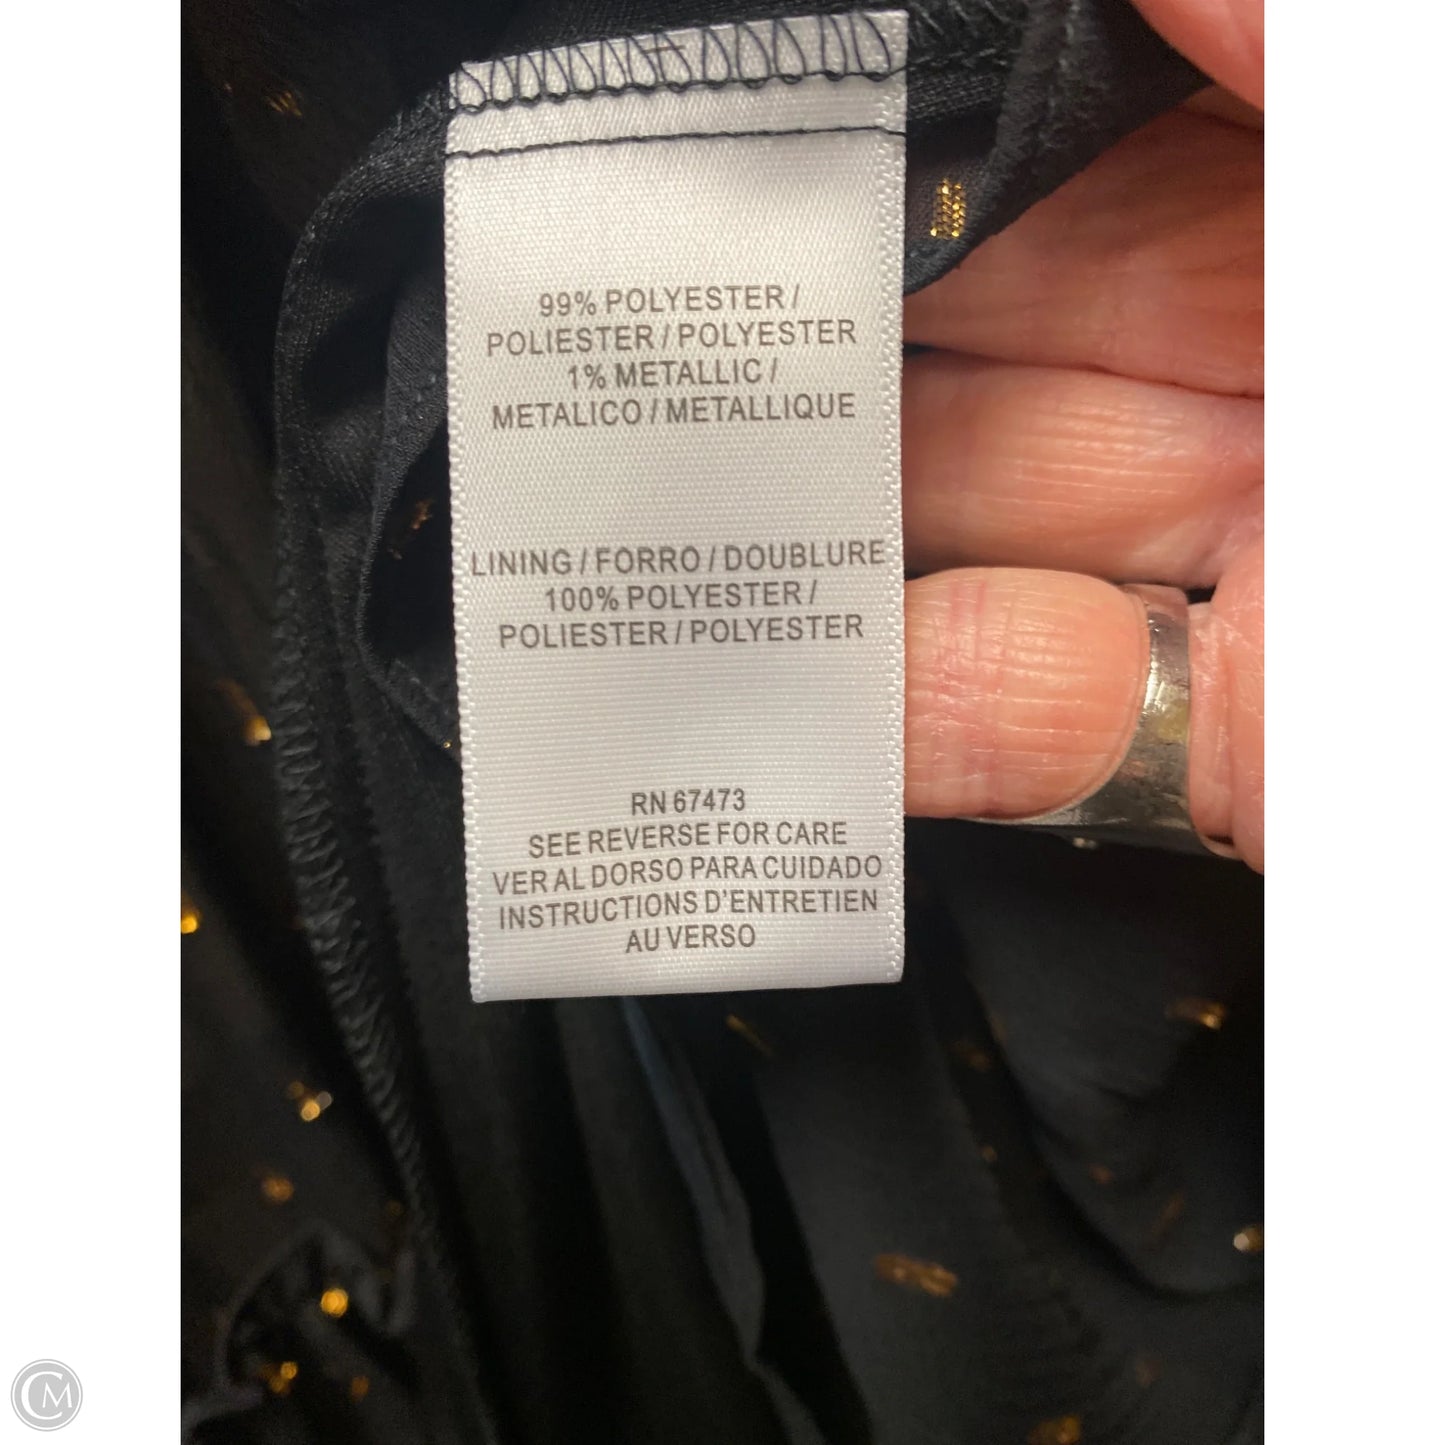 99% POLYESTER /
POLIESTER / POLYESTER
1% METALLIC /
METALICO / METALLIQUE
LINING / FORRO / DOUBLURE
100% POLYESTER /
POLIESTER / POLYESTER
RN 67473
SEE REVERSE FOR CARE
VER AL DORSO PARA CUIDADO
INSTRUCTIONS D'ENTRETIEN
AU VERSO
CM